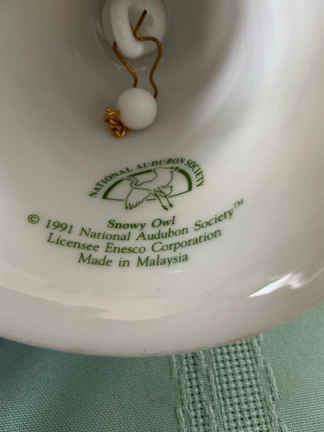 NATIONAL AUDUBON SOCIETY
Snowy Owl
© 1991 National Audubon Society™
Licensee Enesco Corporation
Made in Malaysia